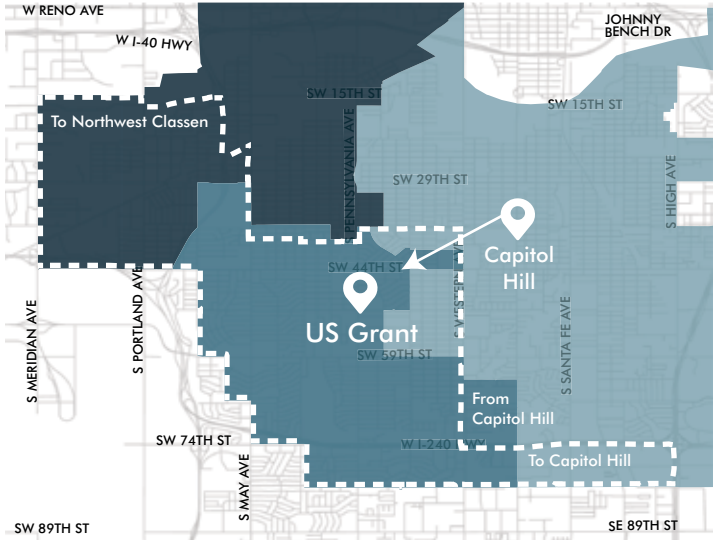 W RENO AVE
JOHNNY
BENCH DR
W I-40 HWY
SW 15TH ST
SW 15TH ST
To Northwest Classen
S PENNSYLVANIA AVE
SW 29TH ST
S HIGH AVE
Capitol
Hill
SW 44TH ST
S WESTERN AVE
US Grant
S MERIDIAN AVE
S PORTLAND AVE
SW 59TH ST
S SANTA FE AVE
From
Capitol Hill
SW 74TH ST
W I-240 HWY
To Capitol Hill
S MAY AVE
SW 89TH ST
SE 89TH ST